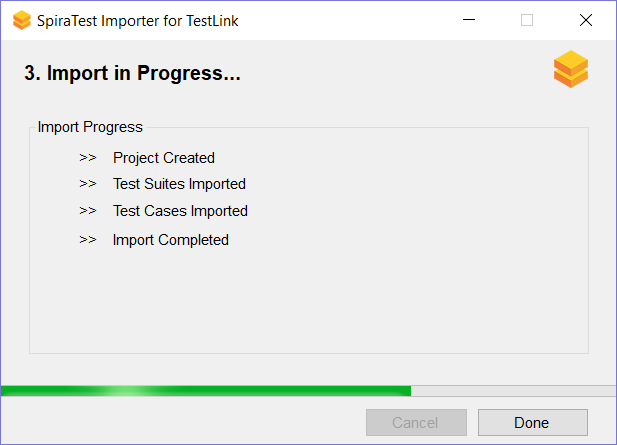 SpiraTest Importer for TestLink
3. Import in Progress...
Import Progress
>> Project Created
>> Test Suites Imported
>> Test Cases Imported
>> Import Completed
Cancel Done